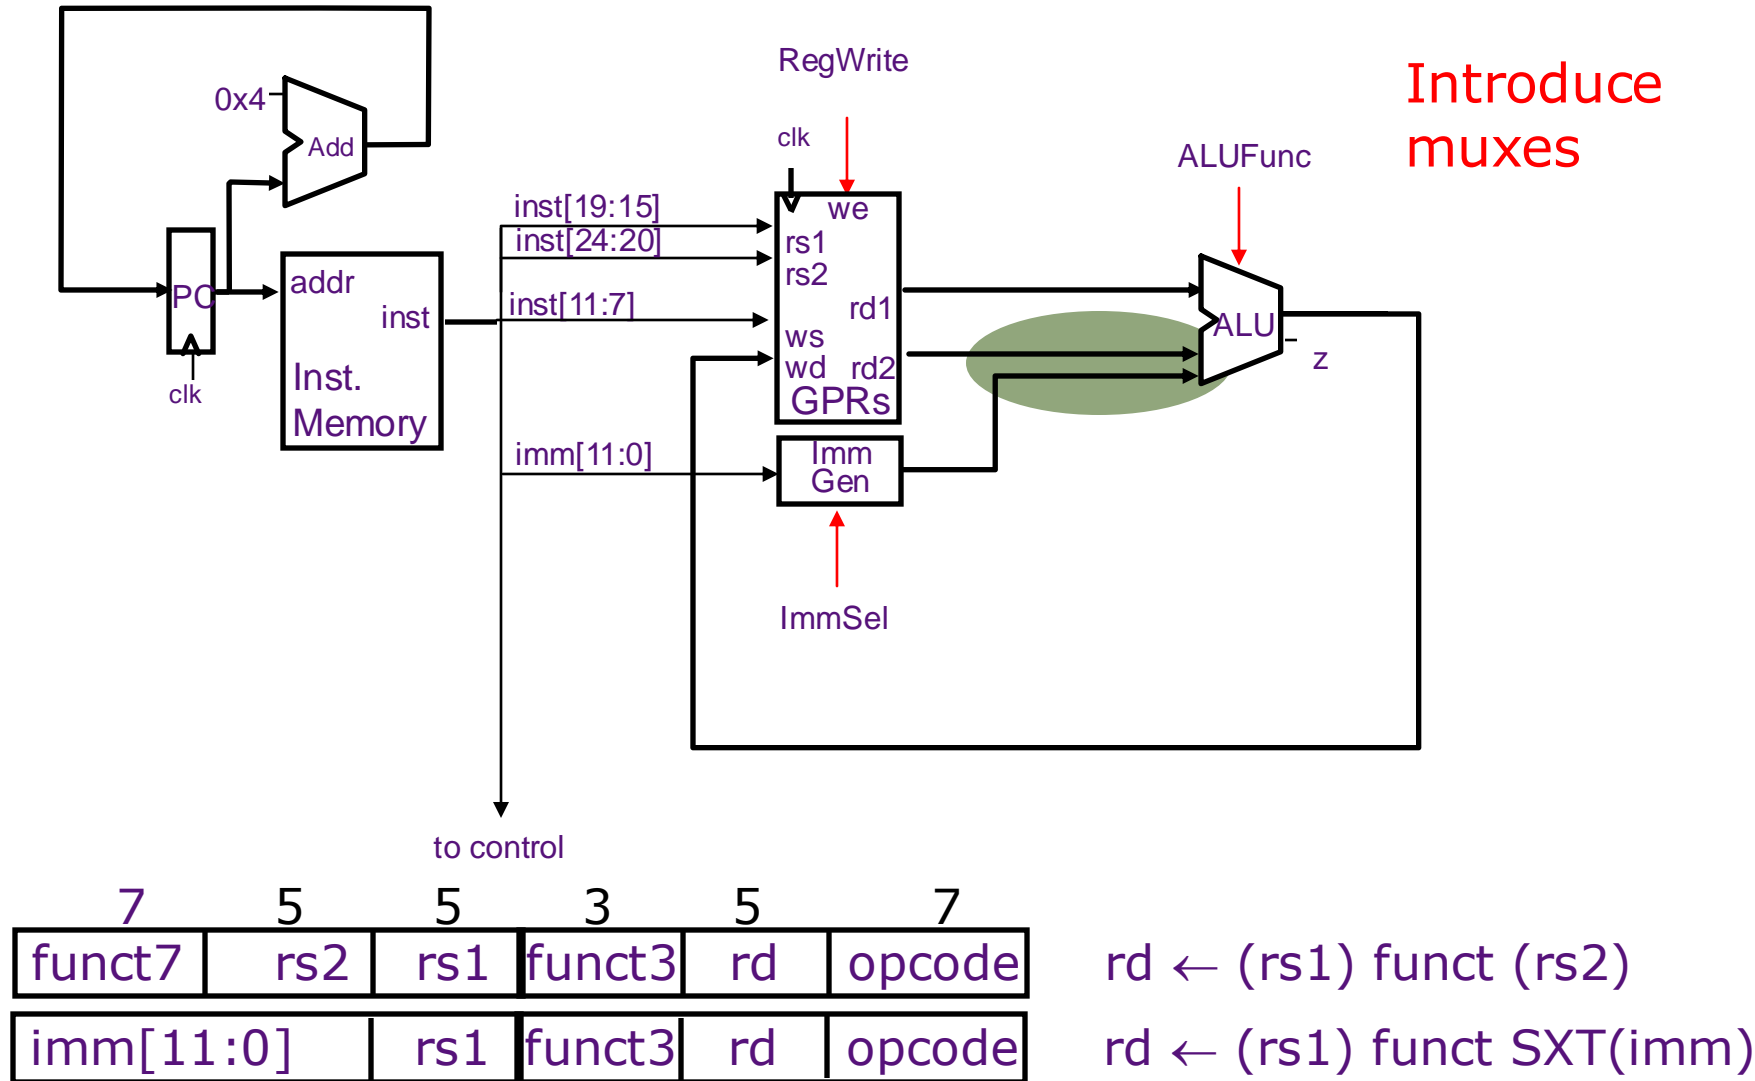 RegWrite
Introduce
muxes
0x4
Add
clk
ALUFunc
inst[19:15]
we
inst[24:20]
rs1
rs2
PC
addr
inst
inst[11:7]
rd1
ws
wd
rd2
GPRs
ALU
z
clk
Inst.
Memory
imm[11:0]
Imm
Gen
ImmSel
to control
7 5 5 3 5 7
funct7 rs2 rs1 funct3 rd opcode rd ← (rs1) funct (rs2)
imm[11:0] rs1 funct3 rd opcode rd ← (rs1) funct SXT(imm)